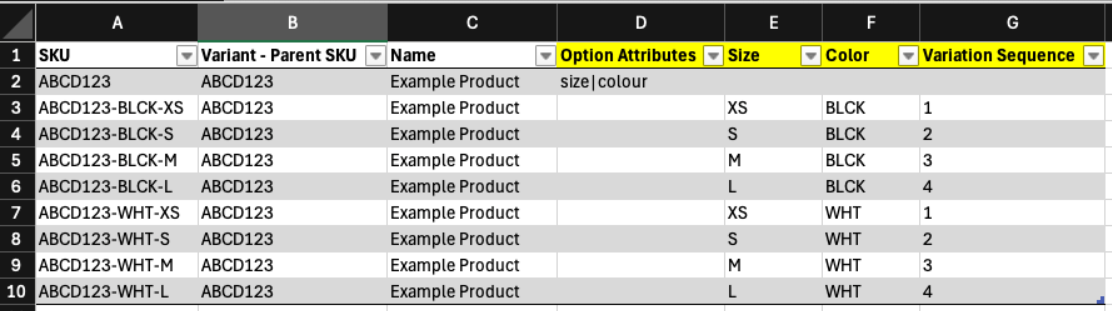 A B C D E F G
1 SKU Variant - Parent SKU Name Option Attributes Size Color Variation Sequence
2 ABCD123 ABCD123 Example Product size|colour
3 ABCD123-BLCK-XS ABCD123 Example Product XS BLCK 1
4 ABCD123-BLCK-S ABCD123 Example Product S BLCK 2
5 ABCD123-BLCK-M ABCD123 Example Product M BLCK 3
6 ABCD123-BLCK-L ABCD123 Example Product L BLCK 4
7 ABCD123-WHT-XS ABCD123 Example Product XS WHT 1
8 ABCD123-WHT-S ABCD123 Example Product S WHT 2
9 ABCD123-WHT-M ABCD123 Example Product M WHT 3
10 ABCD123-WHT-L ABCD123 Example Product L WHT 4